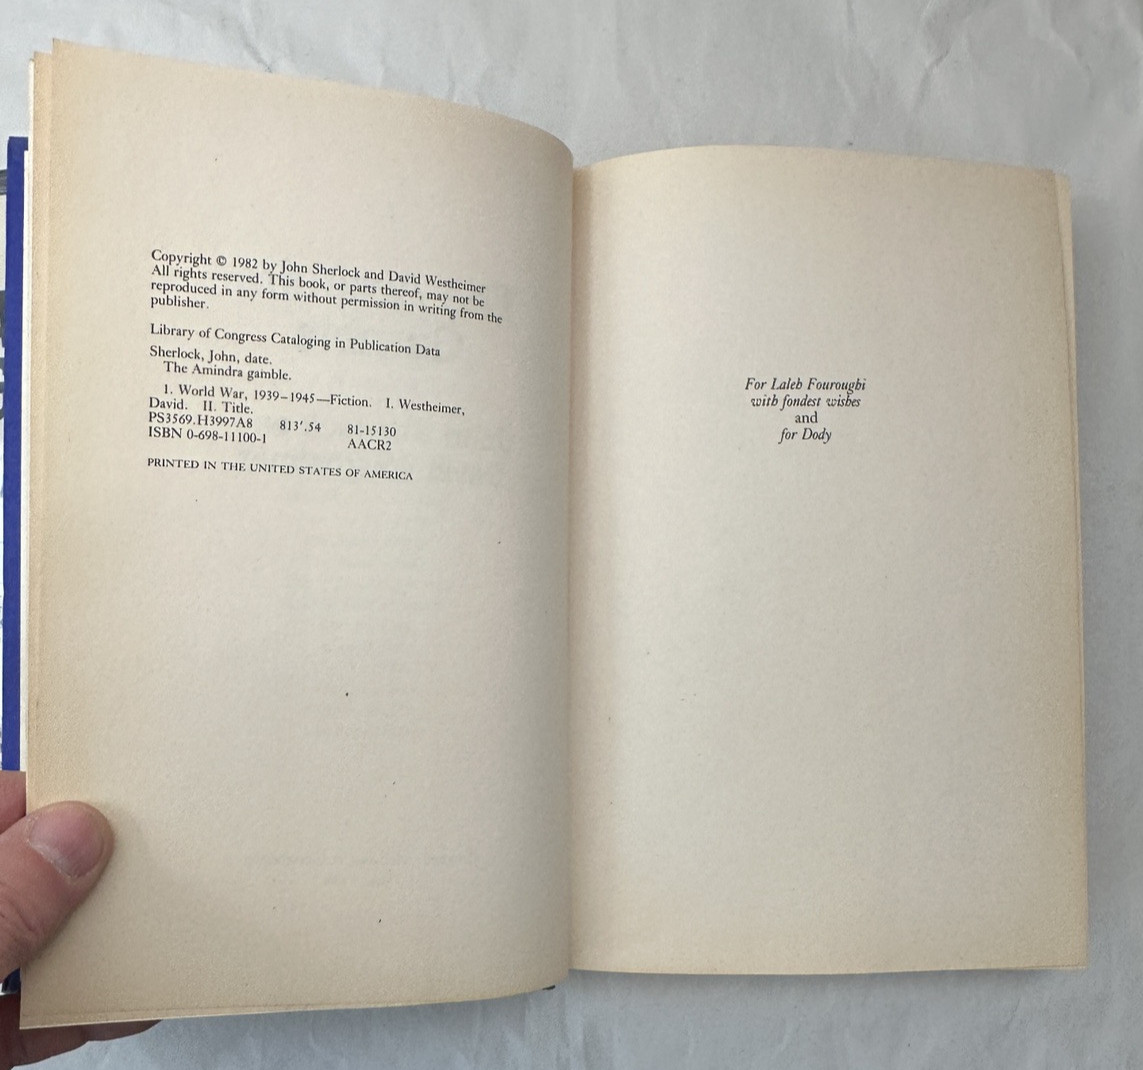 Copyright © 1982 by John Sherlock and David Westheimer
All rights reserved. This book, or parts thereof, may not be
reproduced in any form without permission in writing from the
publisher.
Library of Congress Cataloging in Publication Data
Sherlock, John, date.
The Amindra gamble.
1. World War, 1939–1945—Fiction. I. Westheimer,
David. II. Title.
PS3569.H3997A8 813'.54 81-15130
ISBN 0-698-11100-1 AACR2
PRINTED IN THE UNITED STATES OF AMERICA
For Laleh Fouroughi
with fondest wishes
and
for Dody